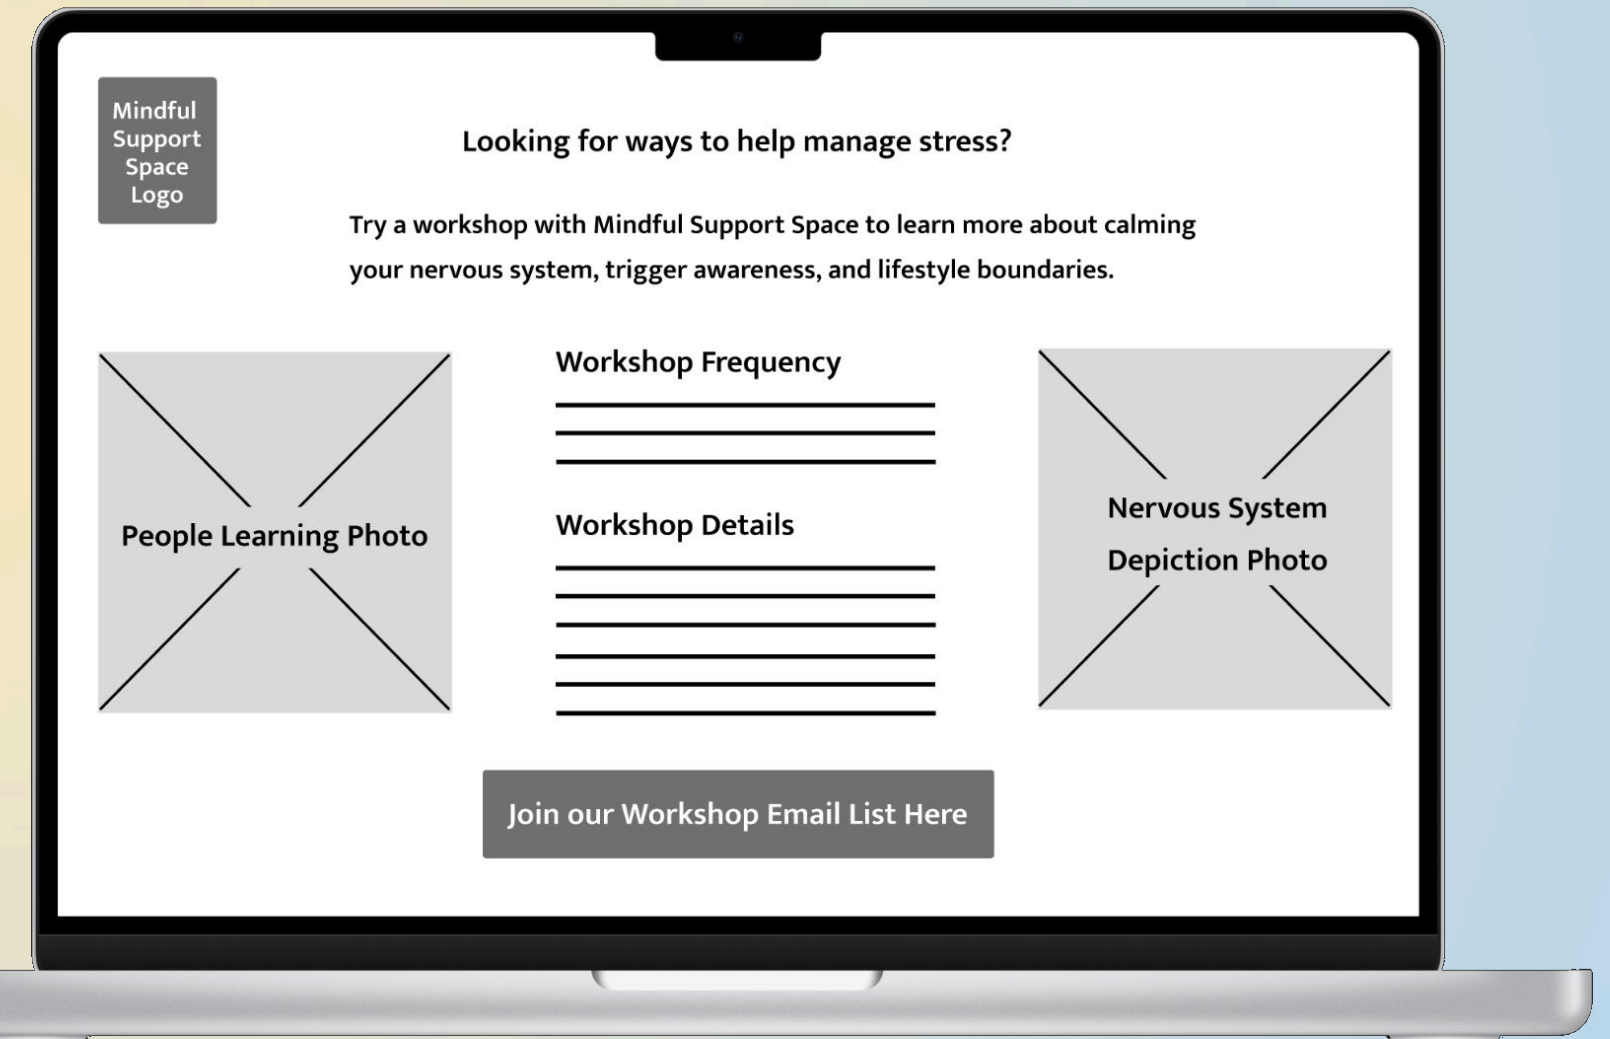 Mindful
Support
Space
Logo
Looking for ways to help manage stress?
Try a workshop with Mindful Support Space to learn more about calming
your nervous system, trigger awareness, and lifestyle boundaries.
People Learning Photo
Workshop Frequency
Workshop Details
Nervous System
Depiction Photo
Join our Workshop Email List Here